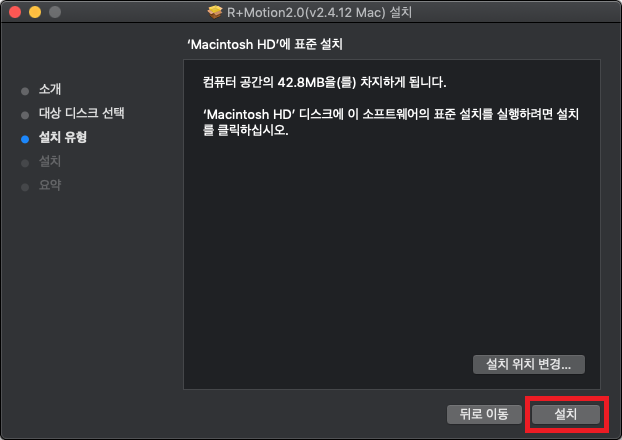 R+Motion2.0(v2.4.12 Mac) 설치
'Macintosh HD'에 표준 설치
소개
대상 디스크 선택
설치 유형
설치
요약
컴퓨터 공간의 42.8MB을(를) 차지하게 됩니다.
'Macintosh HD' 디스크에 이 소프트웨어의 표준 설치를 실행하려면 설치
를 클릭하십시오.
설치 위치 변경...
뒤로 이동
설치